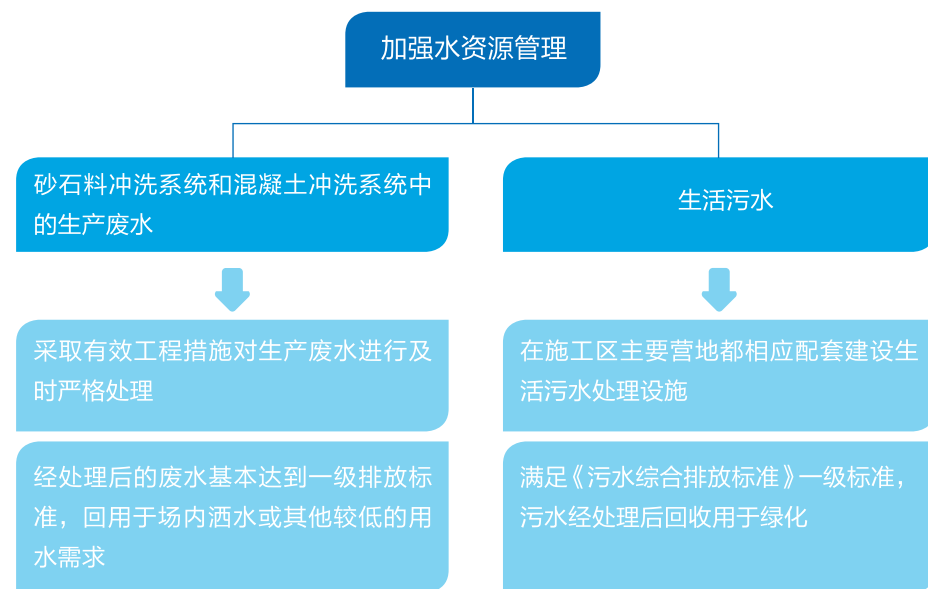 加强水资源管理
砂石料冲洗系统和混凝土冲洗系统中
的生产废水
生活污水
采取有效工程措施对生产废水进行及
时严格处理
在施工区主要营地都相应配套建设生
活污水处理设施
经处理后的废水基本达到一级排放标
准，回用于场内洒水或其他较低的用
水需求
满足《污水综合排放标准》一级标准，
污水经处理后回收用于绿化